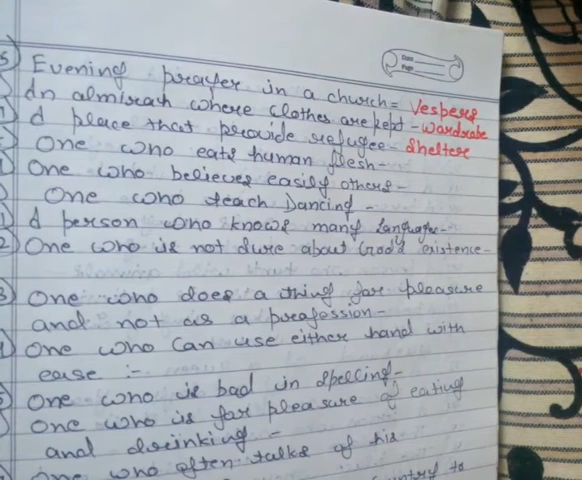 Date
Page
5) Evening prayer in a church = Vespers
An almirah where clothes are kept - wardrobe
A place that provide refugee - Shelter
One who eats human flesh -
One who believes easily others -
One who teach Dancing -
1) A person who knows many languages -
2) One who is not sure about God's existence -
3) One who does a thing for pleasure
and not as a profession -
One who can use either hand with
ease :-
One who is bad in spelling -
One who is for pleasure of eating
and drinking -
One who often talks of his
country to